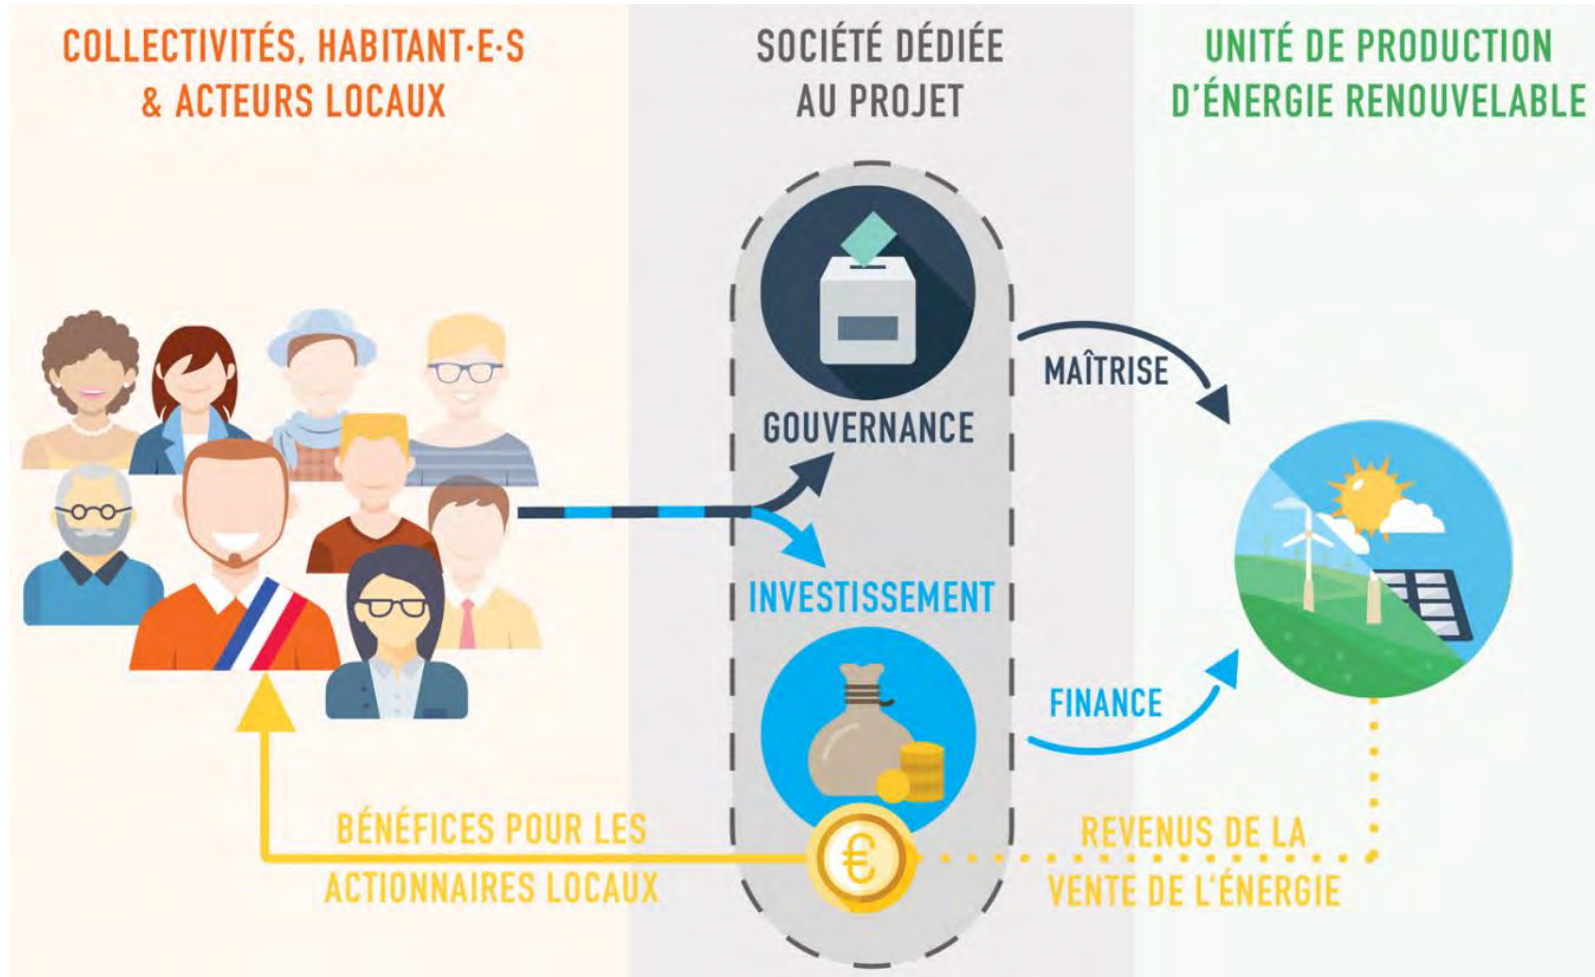 COLLECTIVITÉS, HABITANT·E·S
& ACTEURS LOCAUX
SOCIÉTÉ DÉDIÉE
AU PROJET
UNITÉ DE PRODUCTION
D'ÉNERGIE RENOUVELABLE
MAÎTRISE
GOUVERNANCE
INVESTISSEMENT
FINANCE
BÉNÉFICES POUR LES
ACTIONNAIRES LOCAUX
€
REVENUS DE LA
VENTE DE L'ÉNERGIE